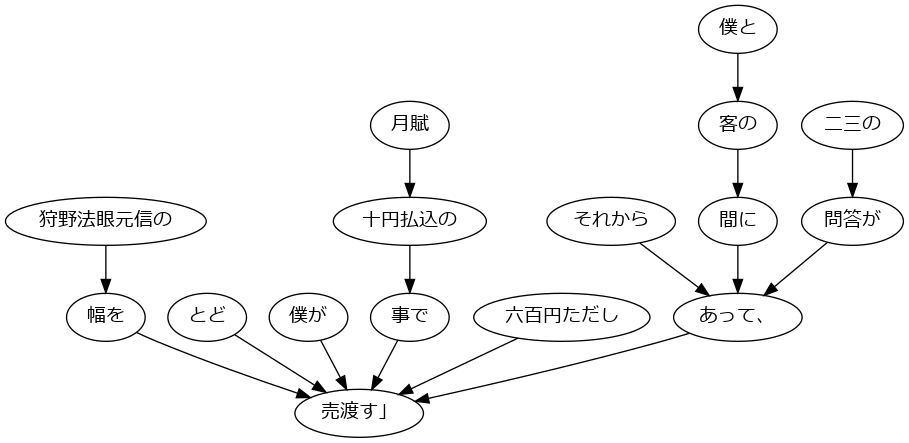 僕と
月賦 客の 二三の
狩野法眼元信の 十円払込の それから 間に 問答が
幅を とど 僕が 事で 六百円ただし あって、
売渡す」